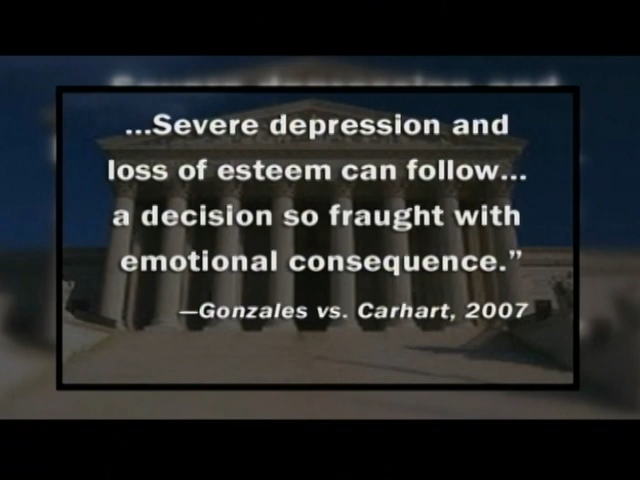 ...Severe depression and
loss of esteem can follow...
a decision so fraught with
emotional consequence.”
—Gonzales vs. Carhart, 2007